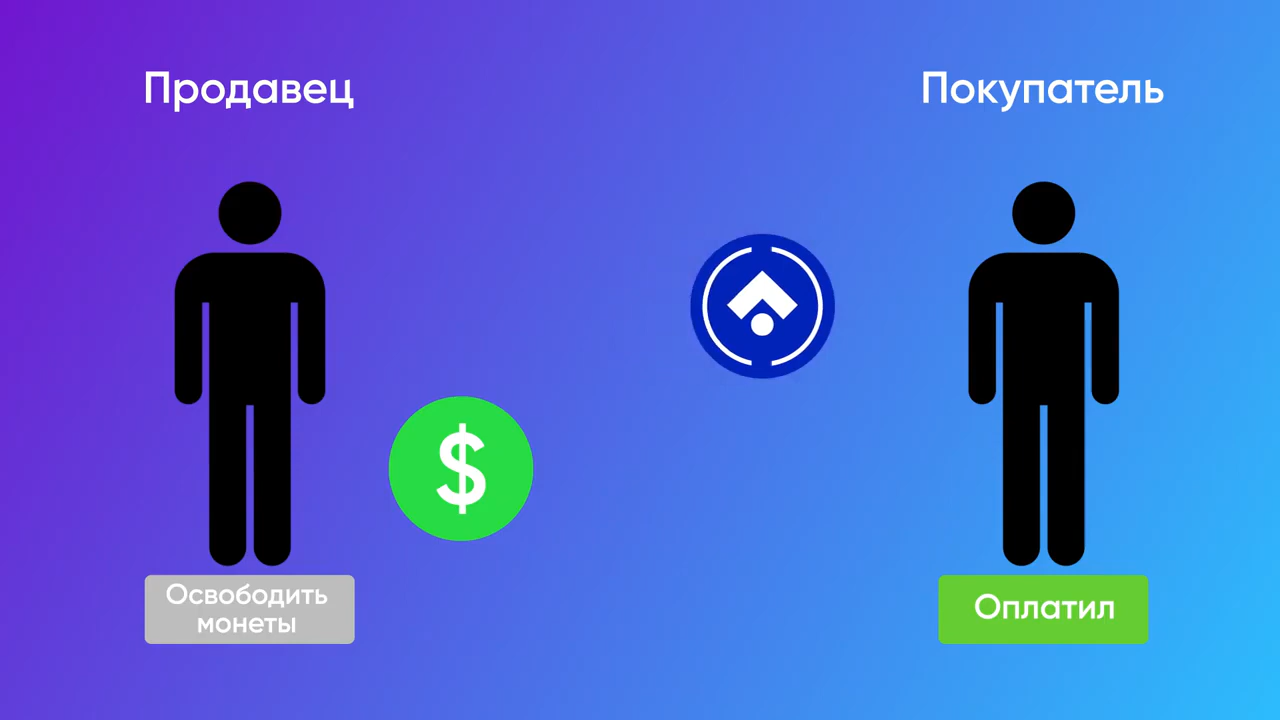 Продавец
Покупатель
$
Освободить
монеты
Оплатил